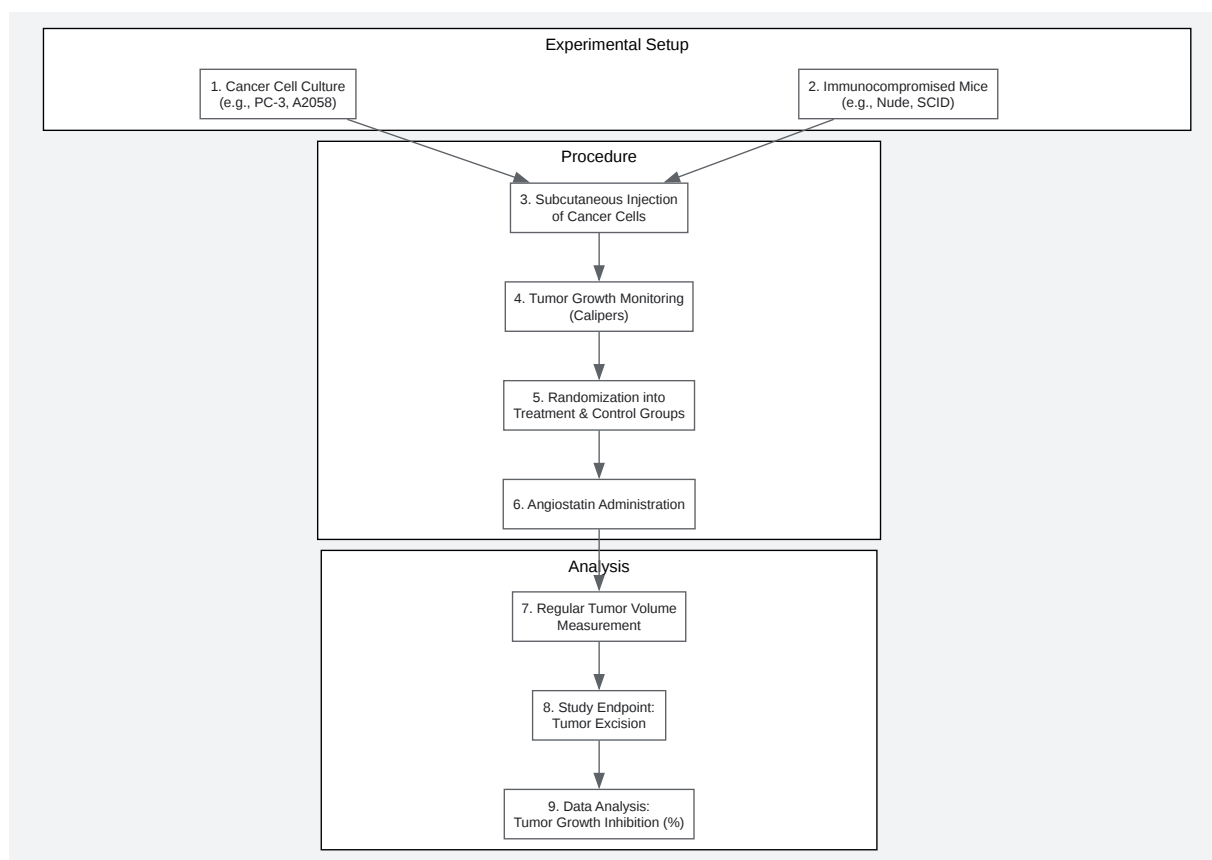 Experimental Setup
1. Cancer Cell Culture
(e.g., PC-3, A2058)
2. Immunocompromised Mice
(e.g., Nude, SCID)
Procedure
3. Subcutaneous Injection
of Cancer Cells
4. Tumor Growth Monitoring
(Calipers)
5. Randomization into
Treatment & Control Groups
6. Angiostatin Administration
Analysis
7. Regular Tumor Volume
Measurement
8. Study Endpoint:
Tumor Excision
9. Data Analysis:
Tumor Growth Inhibition (%)